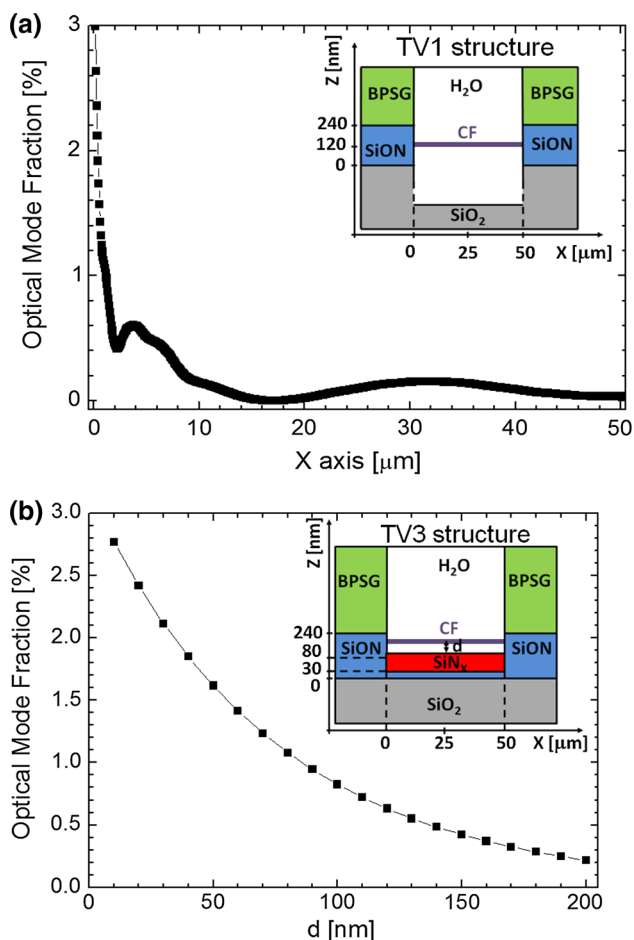 (a)
3
2
1
0
Optical Mode Fraction [%]
0 10 20 30 40 50
X axis [μm]
TV1 structure
Z [nm]
H₂O
BPSG BPSG
CF
240
120
0
SiON SiON
SiO₂
0 25 50
X [μm]
(b)
3.0
2.5
2.0
1.5
1.0
0.5
0.0
Optical Mode Fraction [%]
0 50 100 150 200
d [nm]
TV3 structure
Z [nm]
H₂O
BPSG BPSG
CF
d
240
80
30
0
SiON SiON
SiNₓ
SiO₂
0 25 50
X [μm]